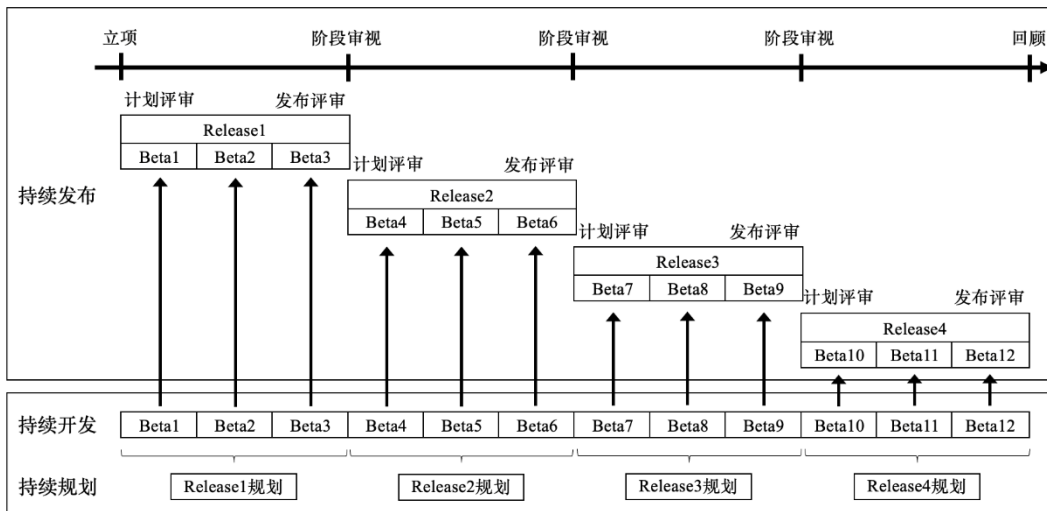 立项 阶段审视 阶段审视 阶段审视 回顾
计划评审 发布评审
Release1
Beta1 Beta2 Beta3
计划评审 发布评审
持续发布
Release2
Beta4 Beta5 Beta6
计划评审 发布评审
Release3
Beta7 Beta8 Beta9
计划评审 发布评审
Release4
Beta10 Beta11 Beta12
持续开发 Beta1 Beta2 Beta3 Beta4 Beta5 Beta6 Beta7 Beta8 Beta9 Beta10 Beta11 Beta12
持续规划 Release1规划 Release2规划 Release3规划 Release4规划